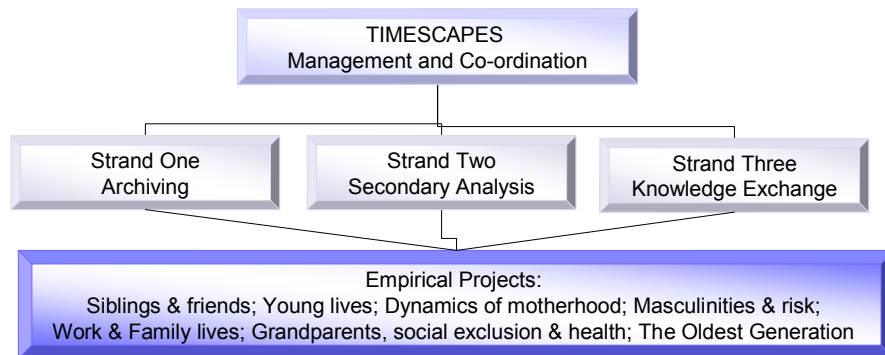 TIMESCAPES
Management and Co-ordination
Strand One
Archiving
Strand Two
Secondary Analysis
Strand Three
Knowledge Exchange
Empirical Projects:
Siblings & friends; Young lives; Dynamics of motherhood; Masculinities & risk;
Work & Family lives; Grandparents, social exclusion & health; The Oldest Generation